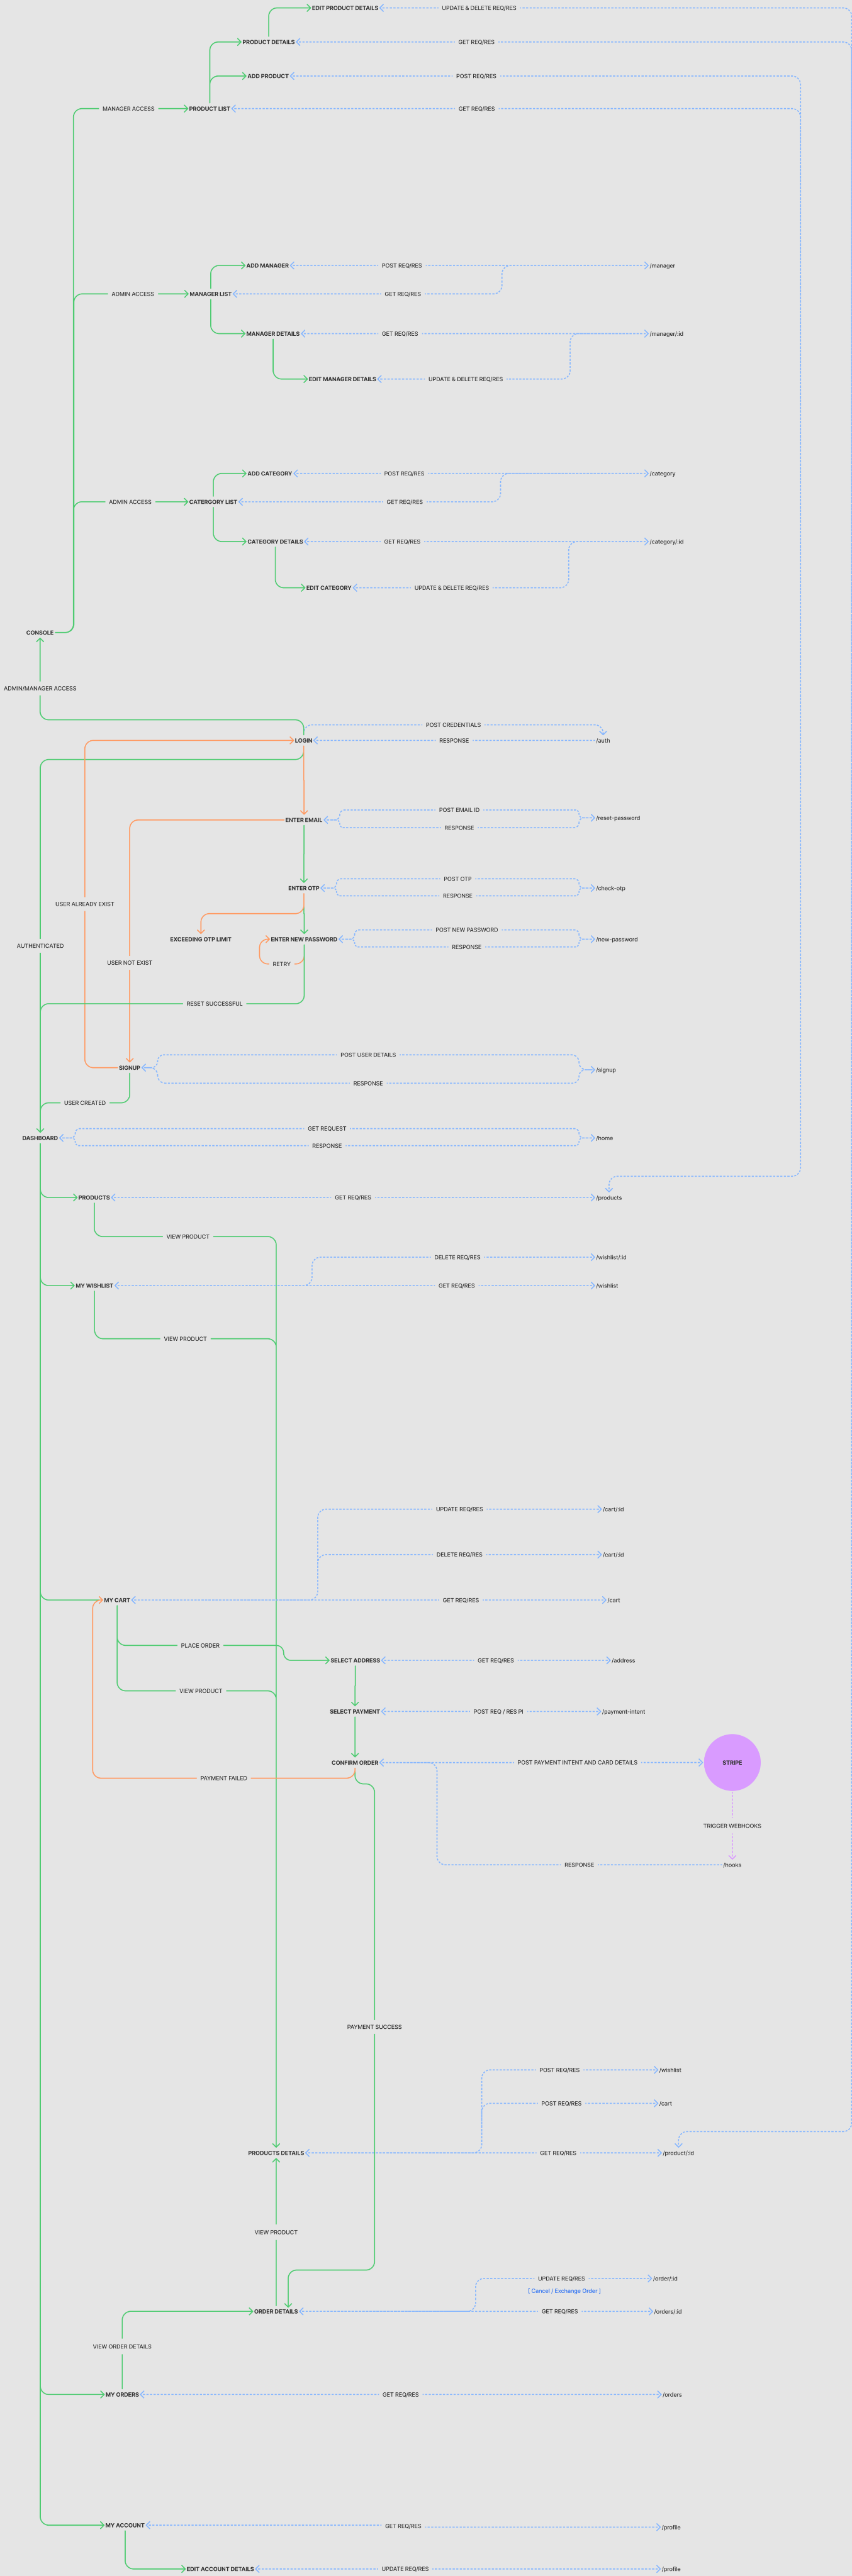 EDIT PRODUCT DETAILS
UPDATE & DELETE REQ/RES
PRODUCT DETAILS
GET REQ/RES
ADD PRODUCT
POST REQ/RES
MANAGER ACCESS
PRODUCT LIST
GET REQ/RES
ADD MANAGER
POST REQ/RES
/manager
ADMIN ACCESS
MANAGER LIST
GET REQ/RES
MANAGER DETAILS
GET REQ/RES
/manager/:id
EDIT MANAGER DETAILS
UPDATE & DELETE REQ/RES
ADD CATEGORY
POST REQ/RES
/category
ADMIN ACCESS
CATERGORY LIST
GET REQ/RES
CATEGORY DETAILS
GET REQ/RES
/category/:id
EDIT CATEGORY
UPDATE & DELETE REQ/RES
CONSOLE
ADMIN/MANAGER ACCESS
POST CREDENTIALS
LOGIN
RESPONSE
/auth
POST EMAIL ID
ENTER EMAIL
/reset-password
RESPONSE
POST OTP
ENTER OTP
/check-otp
RESPONSE
USER ALREADY EXIST
POST NEW PASSWORD
EXCEEDING OTP LIMIT
ENTER NEW PASSWORD
/new-password
AUTHENTICATED
RESPONSE
USER NOT EXIST
RETRY
RESET SUCCESSFUL
POST USER DETAILS
SIGNUP
/signup
RESPONSE
USER CREATED
GET REQUEST
DASHBOARD
/home
RESPONSE
PRODUCTS
GET REQ/RES
/products
VIEW PRODUCT
DELETE REQ/RES
/wishlist/:id
MY WISHLIST
GET REQ/RES
/wishlist
VIEW PRODUCT
UPDATE REQ/RES
/cart/:id
DELETE REQ/RES
/cart/:id
MY CART
GET REQ/RES
/cart
PLACE ORDER
SELECT ADDRESS
GET REQ/RES
/address
VIEW PRODUCT
SELECT PAYMENT
POST REQ / RES PI
/payment-intent
CONFIRM ORDER
POST PAYMENT INTENT AND CARD DETAILS
STRIPE
PAYMENT FAILED
TRIGGER WEBHOOKS
RESPONSE
/hooks
PAYMENT SUCCESS
POST REQ/RES
/wishlist
POST REQ/RES
/cart
PRODUCTS DETAILS
GET REQ/RES
/product/:id
VIEW PRODUCT
UPDATE REQ/RES
/order/:id
[ Cancel / Exchange Order ]
ORDER DETAILS
GET REQ/RES
/orders/:id
VIEW ORDER DETAILS
MY ORDERS
GET REQ/RES
/orders
MY ACCOUNT
GET REQ/RES
/profile
EDIT ACCOUNT DETAILS
UPDATE REQ/RES
/profile